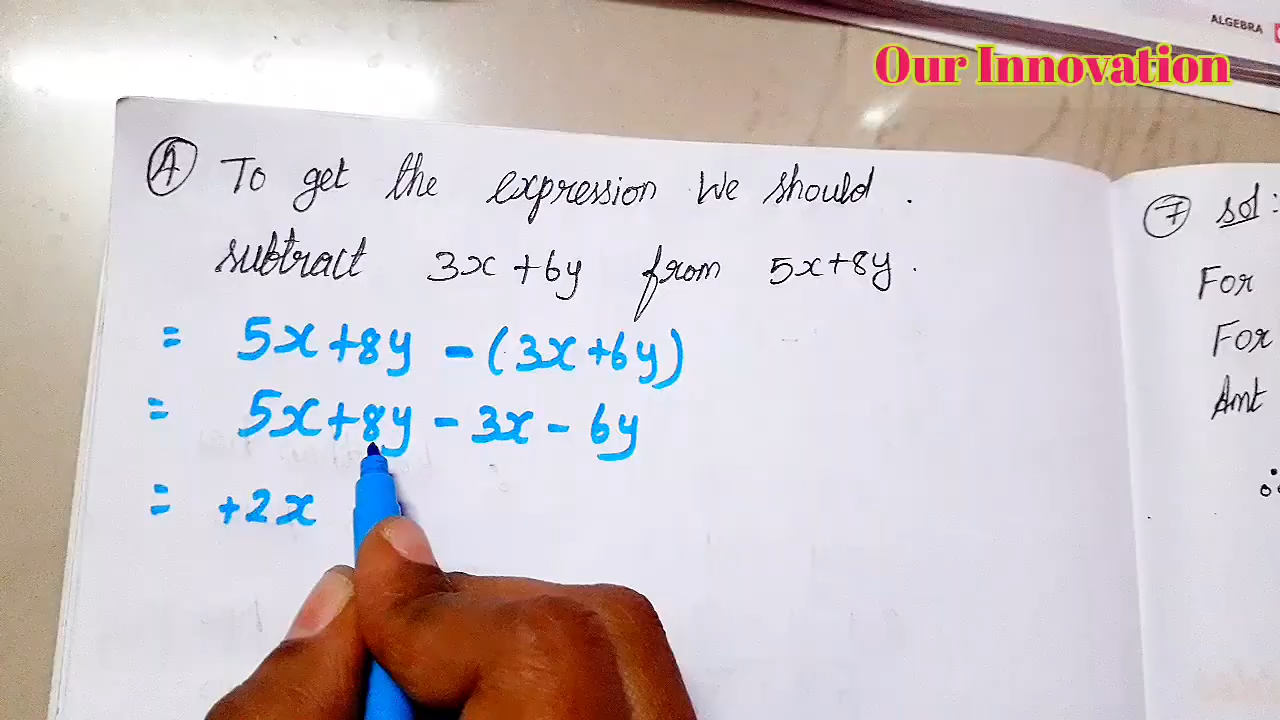 ALGEBRA
Our Innovation
4 To get the expression We should.
subtract 3x+6y from 5x+8y.
= 5x+8y-(3x+6y)
= 5x+8y-3x-6y
= +2x
7 sol:
For
For
Amt